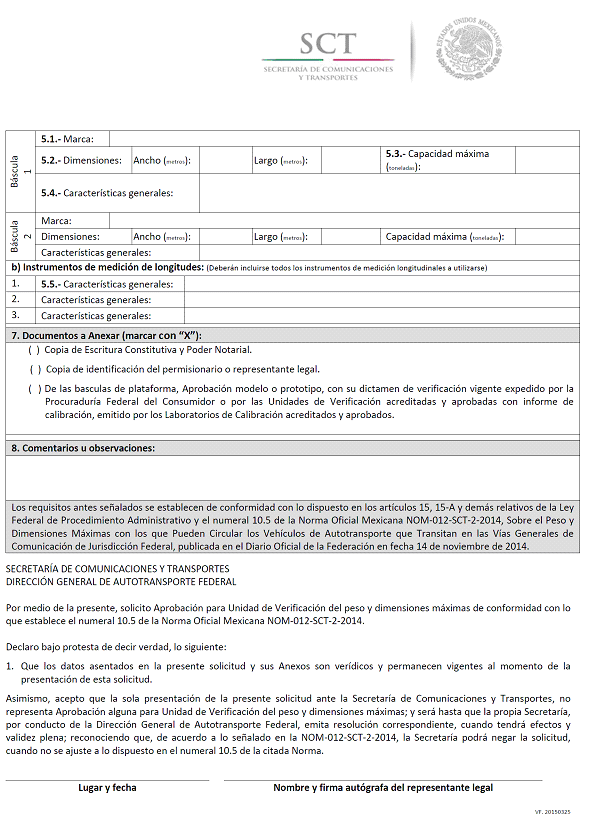 SCT
SECRETARÍA DE COMUNICACIONES
Y TRANSPORTES
ESTADOS UNIDOS MEXICANOS
Báscula 1
5.1.- Marca:
5.2.- Dimensiones: Ancho (metros): Largo (metros): 5.3.- Capacidad máxima
(toneladas):
5.4.- Características generales:
Báscula 2
Marca:
Dimensiones: Ancho (metros): Largo (metros): Capacidad máxima (toneladas):
Características generales:
b) Instrumentos de medición de longitudes: (Deberán incluirse todos los instrumentos de medición longitudinales a utilizarse)
1. 5.5.- Características generales:
2. Características generales:
3. Características generales:
7. Documentos a Anexar (marcar con “X”):
( ) Copia de Escritura Constitutiva y Poder Notarial.
( ) Copia de identificación del permisionario o representante legal.
( ) De las basculas de plataforma, Aprobación modelo o prototipo, con su dictamen de verificación vigente expedido por la
Procuraduría Federal del Consumidor o por las Unidades de Verificación acreditadas y aprobadas con informe de
calibración, emitido por los Laboratorios de Calibración acreditados y aprobados.
8. Comentarios u observaciones:
Los requisitos antes señalados se establecen de conformidad con lo dispuesto en los artículos 15, 15-A y demás relativos de la Ley
Federal de Procedimiento Administrativo y el numeral 10.5 de la Norma Oficial Mexicana NOM-012-SCT-2-2014, Sobre el Peso y
Dimensiones Máximas con los que Pueden Circular los Vehículos de Autotransporte que Transitan en las Vías Generales de
Comunicación de Jurisdicción Federal, publicada en el Diario Oficial de la Federación en fecha 14 de noviembre de 2014.
SECRETARÍA DE COMUNICACIONES Y TRANSPORTES
DIRECCIÓN GENERAL DE AUTOTRANSPORTE FEDERAL
Por medio de la presente, solicito Aprobación para Unidad de Verificación del peso y dimensiones máximas de conformidad con lo
que establece el numeral 10.5 de la Norma Oficial Mexicana NOM-012-SCT-2-2014.
Declaro bajo protesta de decir verdad, lo siguiente:
1. Que los datos asentados en la presente solicitud y sus Anexos son verídicos y permanecen vigentes al momento de la
presentación de esta solicitud.
Asimismo, acepto que la sola presentación de la presente solicitud ante la Secretaría de Comunicaciones y Transportes, no
representa Aprobación alguna para Unidad de Verificación del peso y dimensiones máximas; y será hasta que la propia Secretaría,
por conducto de la Dirección General de Autotransporte Federal, emita resolución correspondiente, cuando tendrá efectos y
validez plena; reconociendo que, de acuerdo a lo señalado en la NOM-012-SCT-2-2014, la Secretaría podrá negar la solicitud,
cuando no se ajuste a lo dispuesto en el numeral 10.5 de la citada Norma.
Lugar y fecha Nombre y firma autógrafa del representante legal
VF. 20150325